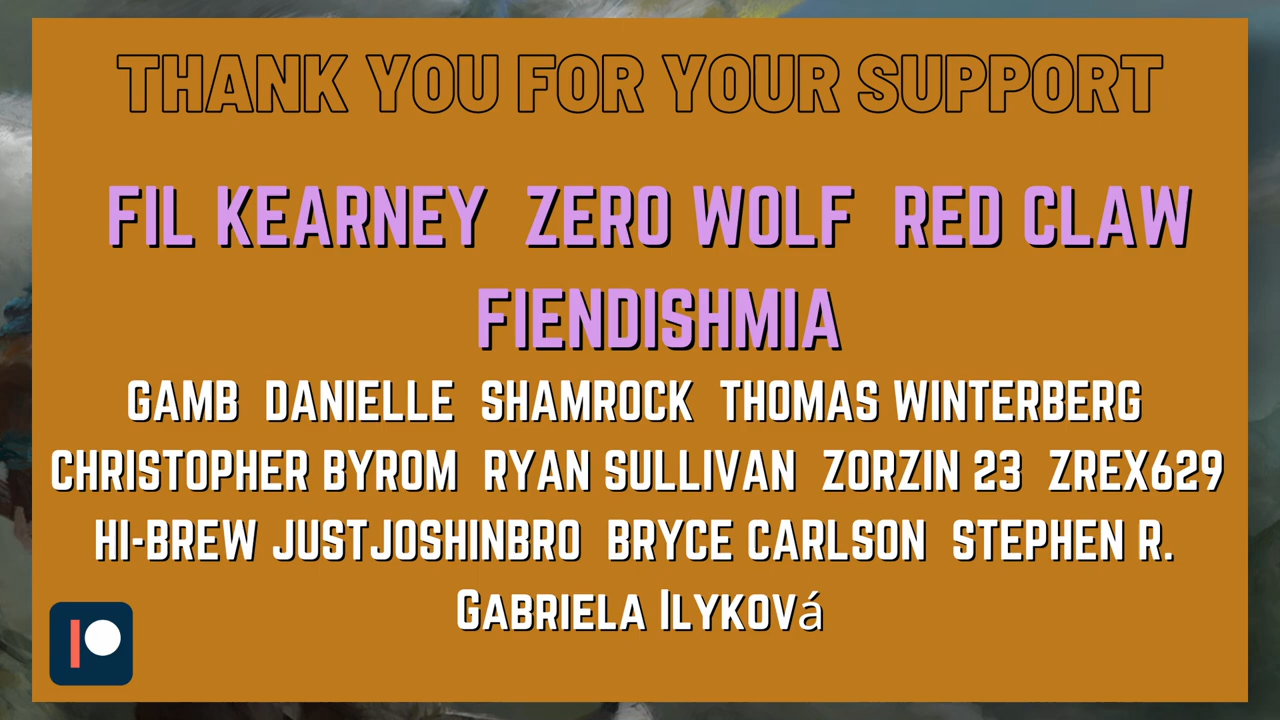 THANK YOU FOR YOUR SUPPORT
FIL KEARNEY ZERO WOLF RED CLAW
FIENDISHMIA
GAMB DANIELLE SHAMROCK THOMAS WINTERBERG
CHRISTOPHER BYROM RYAN SULLIVAN ZORZIN 23 ZREX629
HI-BREW JUSTJOSHINBRO BRYCE CARLSON STEPHEN R.
GABRIELA ILYKOVá